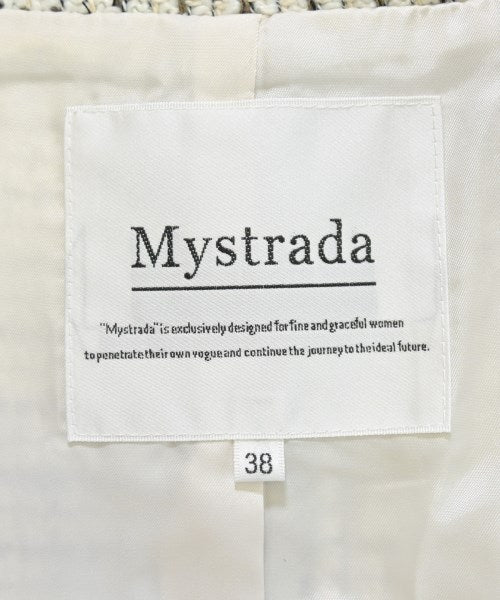 Mystrada
"Mystrada" is exclusively designed for fine and graceful women
to penetrate their own vogue and continue the journey to the ideal future.
38